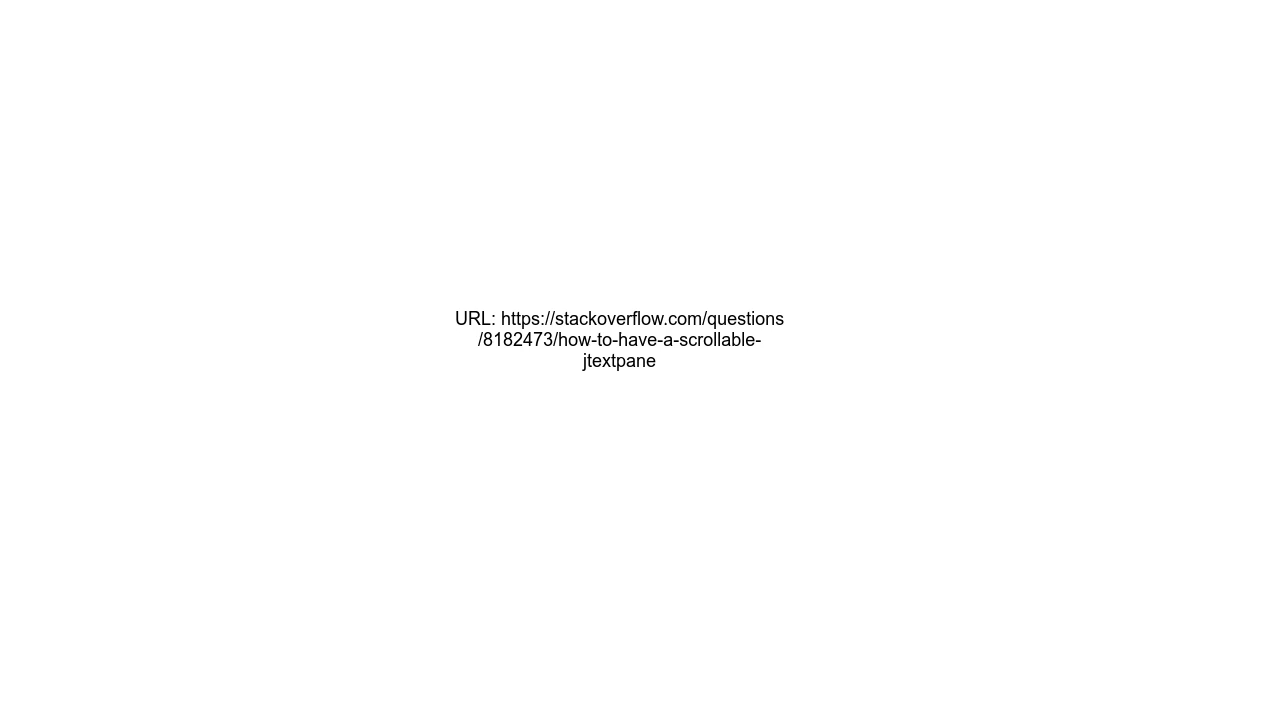 URL: https://stackoverflow.com/questions
/8182473/how-to-have-a-scrollable-
jtextpane